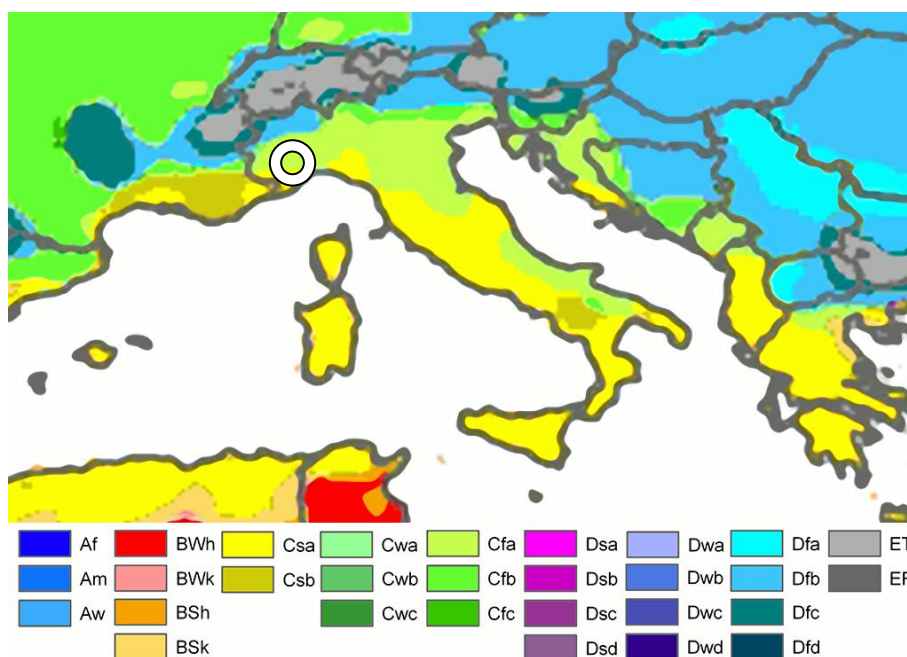 Af BWh Csa Cwa Cfa Dsa Dwa Dfa ET
Am BWk Csb Cwb Cfb Dsb Dwb Dfb EF
Aw BSh Cwc Cfc Dsc Dwc Dfc
BSk Dsd Dwd Dfd